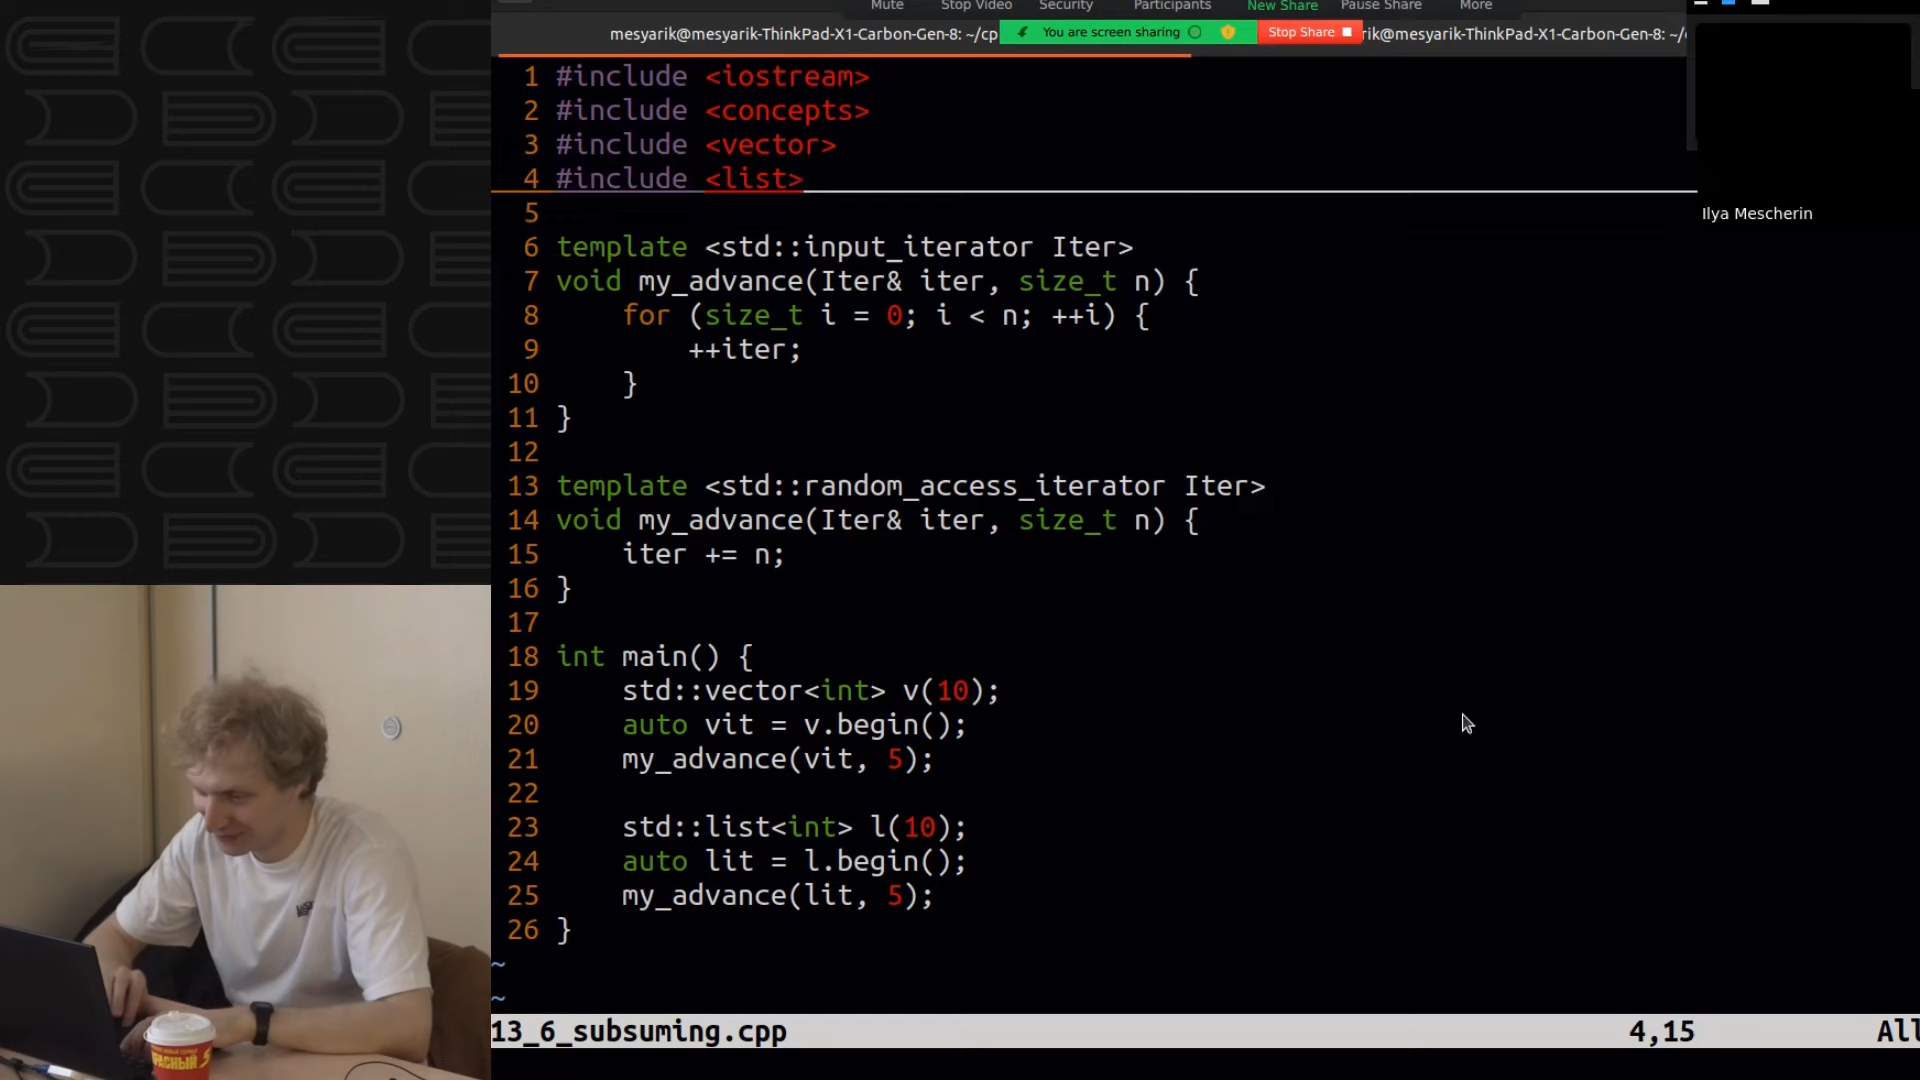 Mute Stop Video Security Participants New Share Pause Share More
mesyarik@mesyarik-ThinkPad-X1-Carbon-Gen-8: ~/cp
You are screen sharing
Stop Share
rik@mesyarik-ThinkPad-X1-Carbon-Gen-8: ~/c
Ilya Mescherin
1 #include <iostream>
2 #include <concepts>
3 #include <vector>
4 #include <list>
5
6 template <std::input_iterator Iter>
7 void my_advance(Iter& iter, size_t n) {
8 for (size_t i = 0; i < n; ++i) {
9 ++iter;
10 }
11 }
12
13 template <std::random_access_iterator Iter>
14 void my_advance(Iter& iter, size_t n) {
15 iter += n;
16 }
17
18 int main() {
19 std::vector<int> v(10);
20 auto vit = v.begin();
21 my_advance(vit, 5);
22
23 std::list<int> l(10);
24 auto lit = l.begin();
25 my_advance(lit, 5);
26 }
~
~
13_6_subsuming.cpp 4,15 All